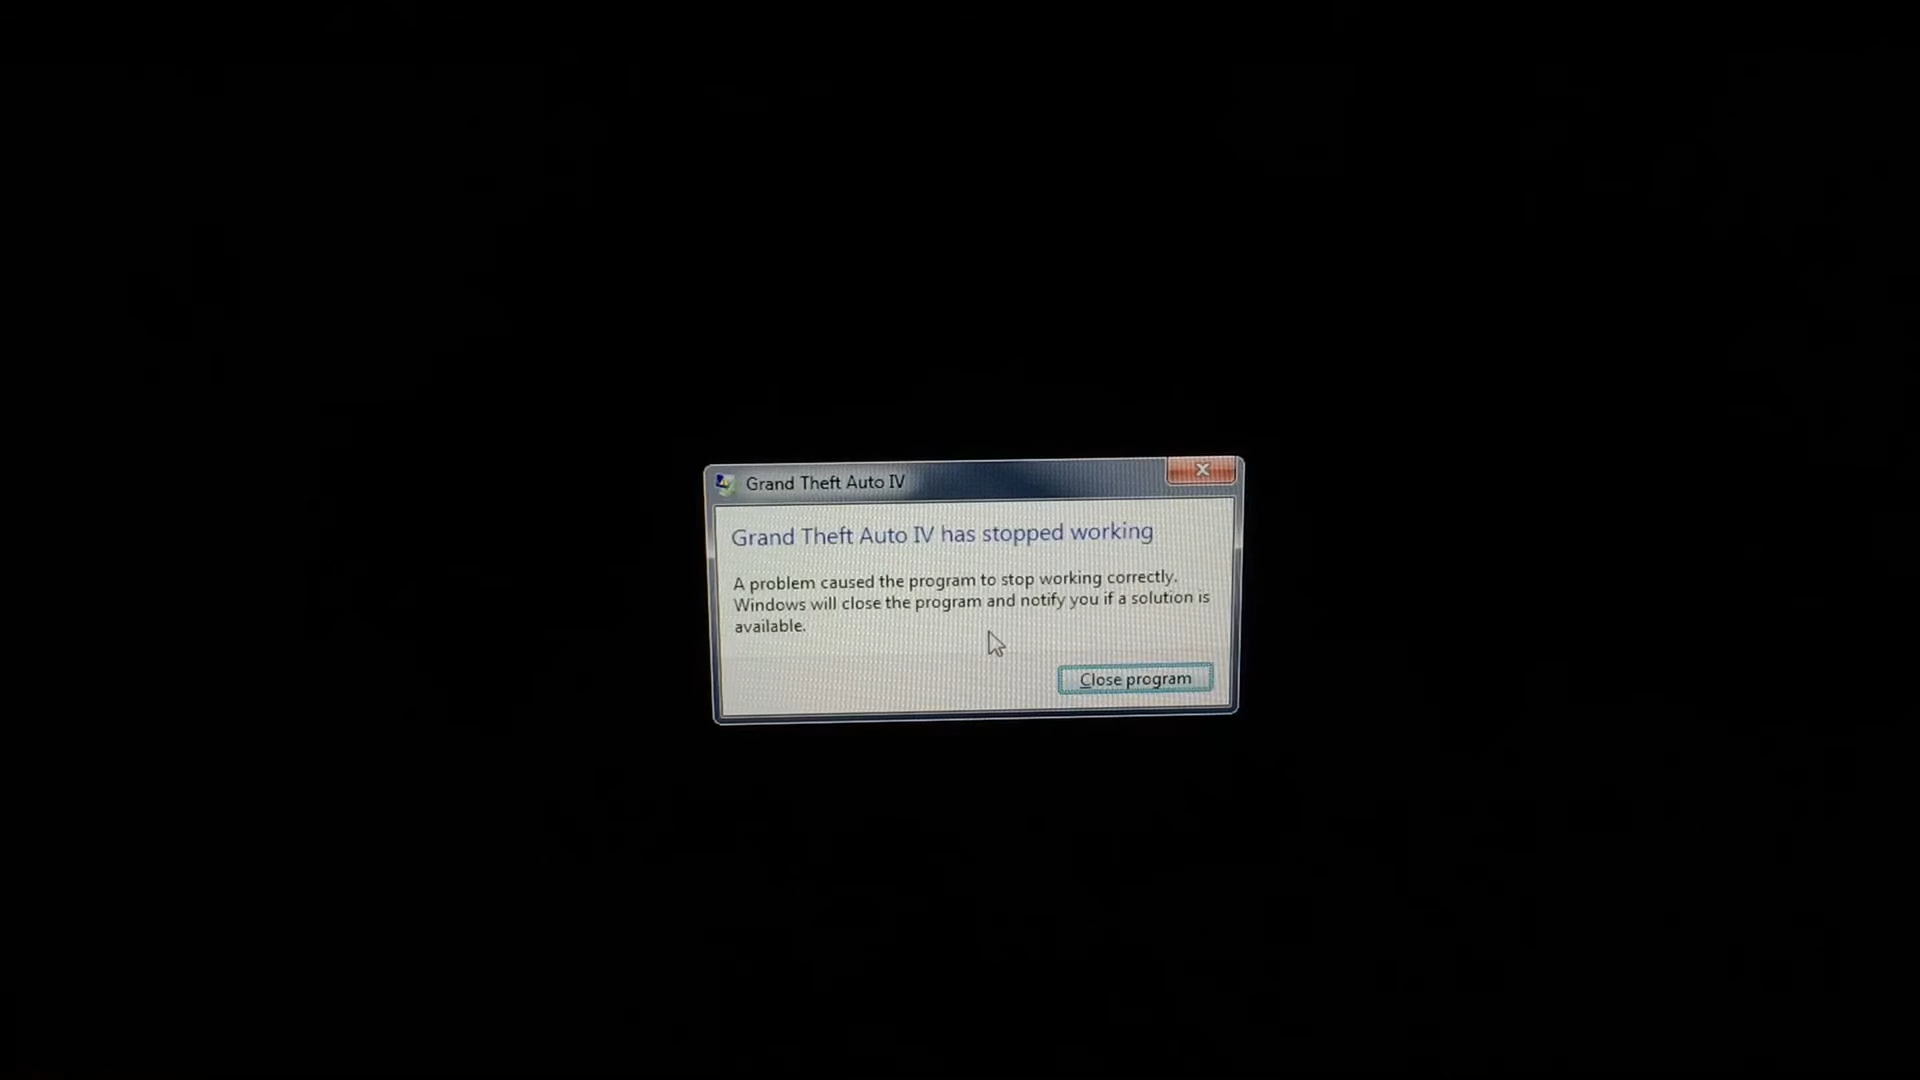 Grand Theft Auto IV
Grand Theft Auto IV has stopped working
A problem caused the program to stop working correctly.
Windows will close the program and notify you if a solution is
available.
Close program